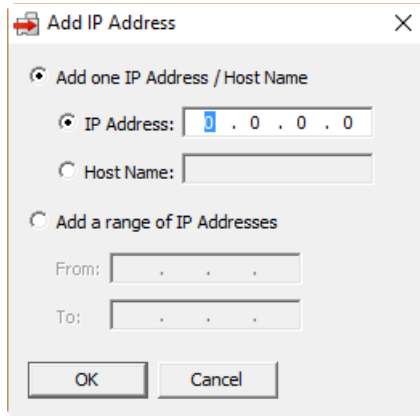 Add IP Address
Add one IP Address / Host Name
IP Address: 0 . 0 . 0 . 0
Host Name:
Add a range of IP Addresses
From: . . .
To: . . .
OK Cancel